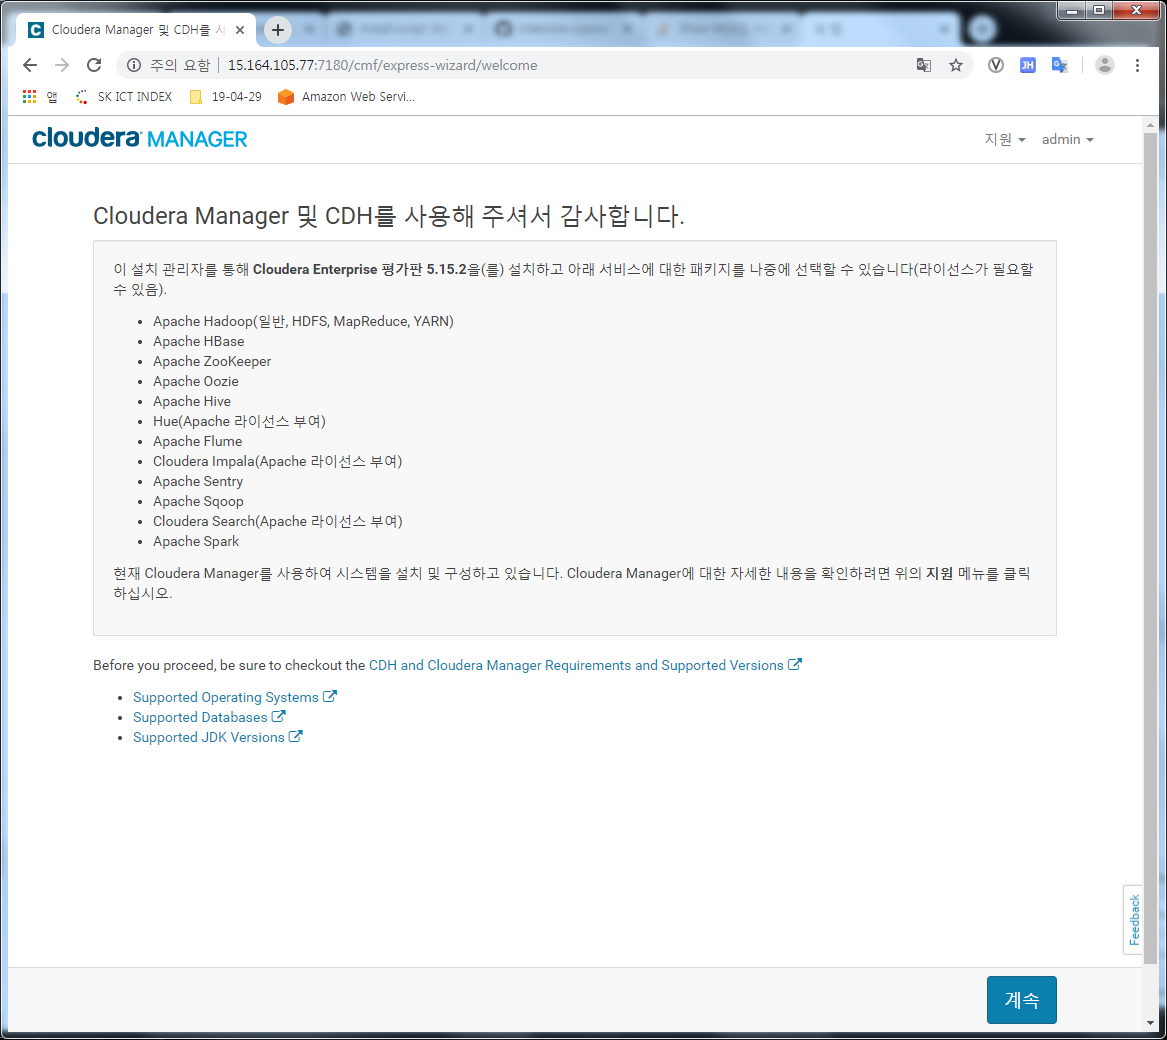 Cloudera Manager 및 CDH를 사
주의 요함 | 15.164.105.77:7180/cmf/express-wizard/welcome
앱 SK ICT INDEX 19-04-29 Amazon Web Servi...
cloudera MANAGER 지원 admin
Cloudera Manager 및 CDH를 사용해 주셔서 감사합니다.
이 설치 관리자를 통해 Cloudera Enterprise 평가판 5.15.2을(를) 설치하고 아래 서비스에 대한 패키지를 나중에 선택할 수 있습니다(라이선스가 필요할
수 있음).
Apache Hadoop(일반, HDFS, MapReduce, YARN)
Apache HBase
Apache ZooKeeper
Apache Oozie
Apache Hive
Hue(Apache 라이선스 부여)
Apache Flume
Cloudera Impala(Apache 라이선스 부여)
Apache Sentry
Apache Sqoop
Cloudera Search(Apache 라이선스 부여)
Apache Spark
현재 Cloudera Manager를 사용하여 시스템을 설치 및 구성하고 있습니다. Cloudera Manager에 대한 자세한 내용을 확인하려면 위의 지원 메뉴를 클릭
하십시오.
Before you proceed, be sure to checkout the CDH and Cloudera Manager Requirements and Supported Versions
Supported Operating Systems
Supported Databases
Supported JDK Versions
Feedback
계속